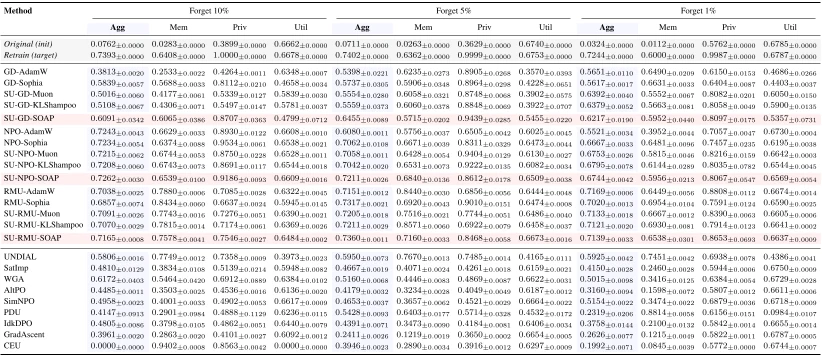 Method Forget 10% Forget 5% Forget 1%
Agg Mem Priv Util Agg Mem Priv Util Agg Mem Priv Util
Original (init) 0.0762±0.0000 0.0283±0.0000 0.3899±0.0000 0.6662±0.0000 0.0711±0.0000 0.0263±0.0000 0.3629±0.0000 0.6740±0.0000 0.0324±0.0000 0.0112±0.0000 0.5762±0.0000 0.6785±0.0000
Retrain (target) 0.7393±0.0000 0.6408±0.0000 1.0000±0.0000 0.6678±0.0000 0.7402±0.0000 0.6362±0.0000 0.9999±0.0000 0.6753±0.0000 0.7244±0.0000 0.6000±0.0000 0.9987±0.0000 0.6787±0.0000
GD-AdamW 0.3813±0.0020 0.2533±0.0022 0.4264±0.0011 0.6348±0.0007 0.5398±0.0221 0.6235±0.0273 0.8905±0.0268 0.3570±0.0393 0.5651±0.0110 0.6490±0.0299 0.6150±0.0153 0.4686±0.0266
GD-Sophia 0.5839±0.0057 0.5688±0.0033 0.8112±0.0210 0.4658±0.0034 0.5737±0.0305 0.5906±0.0348 0.8964±0.0298 0.4228±0.0651 0.5617±0.0017 0.6631±0.0033 0.6404±0.0087 0.4403±0.0037
SU-GD-Muon 0.5016±0.0060 0.4177±0.0061 0.5339±0.0127 0.5839±0.0030 0.5554±0.0280 0.6058±0.0321 0.8748±0.0078 0.3902±0.0575 0.6392±0.0040 0.5552±0.0067 0.8082±0.0201 0.6050±0.0150
SU-GD-KLShampoo 0.5108±0.0067 0.4306±0.0071 0.5497±0.0147 0.5781±0.0037 0.5559±0.0373 0.6060±0.0378 0.8848±0.0069 0.3922±0.0707 0.6379±0.0052 0.5663±0.0081 0.8058±0.0049 0.5900±0.0135
SU-GD-SOAP 0.6091±0.0342 0.6065±0.0386 0.8707±0.0363 0.4799±0.0712 0.6455±0.0089 0.5715±0.0202 0.9439±0.0285 0.5455±0.0220 0.6217±0.0190 0.5952±0.0440 0.8097±0.0175 0.5357±0.0731
NPO-AdamW 0.7243±0.0043 0.6629±0.0033 0.8930±0.0122 0.6608±0.0010 0.6080±0.0011 0.5756±0.0037 0.6505±0.0042 0.6025±0.0045 0.5521±0.0034 0.3952±0.0044 0.7057±0.0047 0.6730±0.0004
NPO-Sophia 0.7234±0.0054 0.6374±0.0088 0.9534±0.0061 0.6538±0.0021 0.7062±0.0108 0.6671±0.0039 0.8311±0.0329 0.6473±0.0044 0.6667±0.0033 0.6481±0.0096 0.7457±0.0235 0.6195±0.0038
SU-NPO-Muon 0.7215±0.0062 0.6744±0.0053 0.8759±0.0228 0.6528±0.0011 0.7058±0.0011 0.6428±0.0054 0.9404±0.0129 0.6130±0.0027 0.6753±0.0026 0.5815±0.0046 0.8216±0.0159 0.6642±0.0003
SU-NPO-KLShampoo 0.7208±0.0046 0.6743±0.0073 0.8691±0.0117 0.6544±0.0018 0.7042±0.0020 0.6531±0.0077 0.9222±0.0135 0.6082±0.0034 0.6795±0.0078 0.6144±0.0289 0.8035±0.0782 0.6544±0.0045
SU-NPO-SOAP 0.7262±0.0030 0.6539±0.0100 0.9186±0.0093 0.6609±0.0016 0.7211±0.0026 0.6840±0.0136 0.8612±0.0178 0.6509±0.0038 0.6744±0.0042 0.5956±0.0213 0.8067±0.0147 0.6569±0.0054
RMU-AdamW 0.7038±0.0025 0.7880±0.0006 0.7085±0.0028 0.6322±0.0045 0.7151±0.0012 0.8440±0.0030 0.6856±0.0056 0.6444±0.0048 0.7169±0.0006 0.6449±0.0056 0.8808±0.0112 0.6674±0.0014
RMU-Sophia 0.6857±0.0074 0.8434±0.0060 0.6637±0.0024 0.5945±0.0145 0.7317±0.0021 0.6920±0.0043 0.9010±0.0151 0.6474±0.0008 0.7020±0.0013 0.6954±0.0104 0.7591±0.0124 0.6590±0.0025
SU-RMU-Muon 0.7091±0.0026 0.7743±0.0016 0.7276±0.0051 0.6390±0.0021 0.7205±0.0018 0.7516±0.0021 0.7744±0.0051 0.6486±0.0040 0.7133±0.0018 0.6667±0.0012 0.8390±0.0063 0.6605±0.0006
SU-RMU-KLShampoo 0.7070±0.0029 0.7815±0.0014 0.7174±0.0061 0.6369±0.0026 0.7211±0.0029 0.8571±0.0060 0.6922±0.0079 0.6458±0.0037 0.7121±0.0020 0.6930±0.0081 0.7914±0.0123 0.6641±0.0002
SU-RMU-SOAP 0.7165±0.0008 0.7578±0.0041 0.7546±0.0027 0.6484±0.0002 0.7360±0.0011 0.7160±0.0033 0.8468±0.0058 0.6673±0.0016 0.7139±0.0033 0.6538±0.0301 0.8653±0.0693 0.6637±0.0009
UNDIAL 0.5806±0.0016 0.7749±0.0012 0.7358±0.0009 0.3973±0.0023 0.5950±0.0073 0.7670±0.0013 0.7485±0.0014 0.4165±0.0111 0.5925±0.0042 0.7451±0.0042 0.6938±0.0078 0.4386±0.0041
SatImp 0.4810±0.0129 0.3834±0.0108 0.5139±0.0214 0.5948±0.0082 0.4667±0.0019 0.4071±0.0024 0.4261±0.0018 0.6159±0.0021 0.4150±0.0028 0.2460±0.0028 0.5944±0.0006 0.6750±0.0009
WGA 0.6172±0.0403 0.5464±0.0420 0.6912±0.0889 0.6384±0.0102 0.5160±0.0068 0.4446±0.0083 0.4869±0.0087 0.6622±0.0031 0.5015±0.0098 0.3416±0.0125 0.6384±0.0054 0.6729±0.0028
AltPO 0.4485±0.0011 0.3503±0.0025 0.4536±0.0016 0.6136±0.0020 0.4179±0.0032 0.3234±0.0028 0.4049±0.0049 0.6187±0.0012 0.3160±0.0094 0.1598±0.0072 0.5807±0.0012 0.6611±0.0006
SimNPO 0.4958±0.0023 0.4001±0.0033 0.4902±0.0053 0.6617±0.0009 0.4653±0.0037 0.3657±0.0062 0.4521±0.0029 0.6664±0.0022 0.5154±0.0022 0.3474±0.0022 0.6879±0.0036 0.6718±0.0009
PDU 0.4147±0.0913 0.2901±0.0984 0.4888±0.1129 0.6236±0.0115 0.5428±0.0093 0.6403±0.0177 0.5714±0.0328 0.4532±0.0172 0.2319±0.0206 0.8814±0.0058 0.6156±0.0151 0.0984±0.0107
IdkDPO 0.4805±0.0086 0.3798±0.0105 0.4862±0.0051 0.6440±0.0079 0.4391±0.0071 0.3473±0.0090 0.4184±0.0081 0.6406±0.0034 0.3758±0.0144 0.2100±0.0132 0.5842±0.0014 0.6655±0.0014
GradAscent 0.3961±0.0020 0.2863±0.0020 0.4101±0.0027 0.6092±0.0012 0.2411±0.0026 0.1219±0.0019 0.3650±0.0002 0.6654±0.0005 0.2626±0.0077 0.1215±0.0049 0.5822±0.0011 0.6787±0.0005
CEU 0.0000±0.0000 0.9402±0.0008 0.8563±0.0042 0.0000±0.0000 0.3946±0.0023 0.2890±0.0034 0.3916±0.0012 0.6297±0.0009 0.1992±0.0071 0.0845±0.0039 0.5772±0.0000 0.6744±0.0007